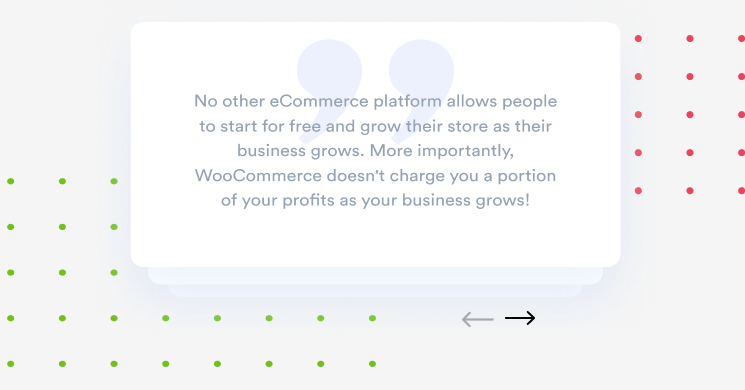 No other eCommerce platform allows people
to start for free and grow their store as their
business grows. More importantly,
WooCommerce doesn't charge you a portion
of your profits as your business grows!